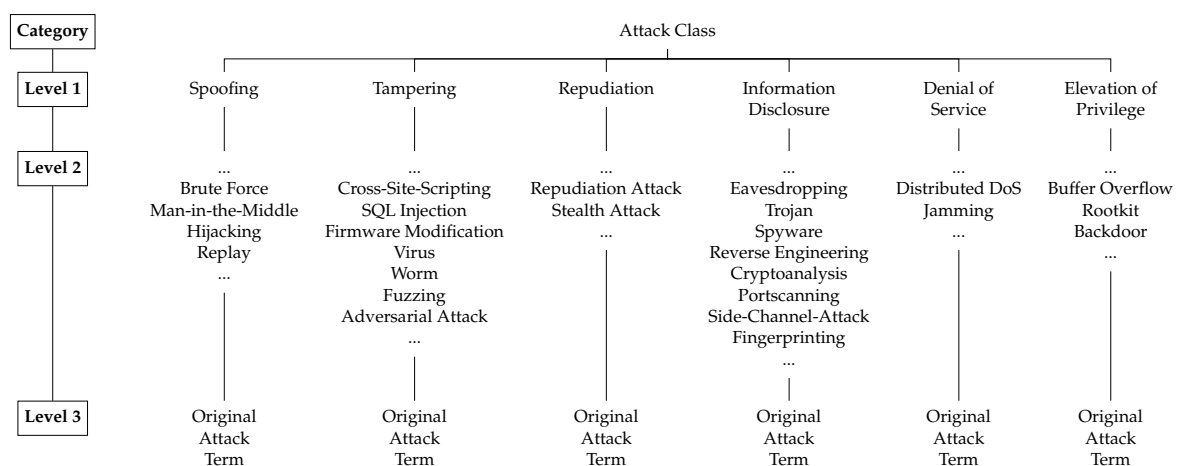 Category
Attack Class
Level 1
Spoofing
Tampering
Repudiation
Information
Disclosure
Denial of
Service
Elevation of
Privilege
Level 2
...
Brute Force
Man-in-the-Middle
Hijacking
Replay
...
...
Cross-Site-Scripting
SQL Injection
Firmware Modification
Virus
Worm
Fuzzing
Adversarial Attack
...
...
Repudiation Attack
Stealth Attack
...
...
Eavesdropping
Trojan
Spyware
Reverse Engineering
Cryptoanalysis
Portscanning
Side-Channel-Attack
Fingerprinting
...
...
Distributed DoS
Jamming
...
...
Buffer Overflow
Rootkit
Backdoor
...
Level 3
Original
Attack
Term
Original
Attack
Term
Original
Attack
Term
Original
Attack
Term
Original
Attack
Term
Original
Attack
Term